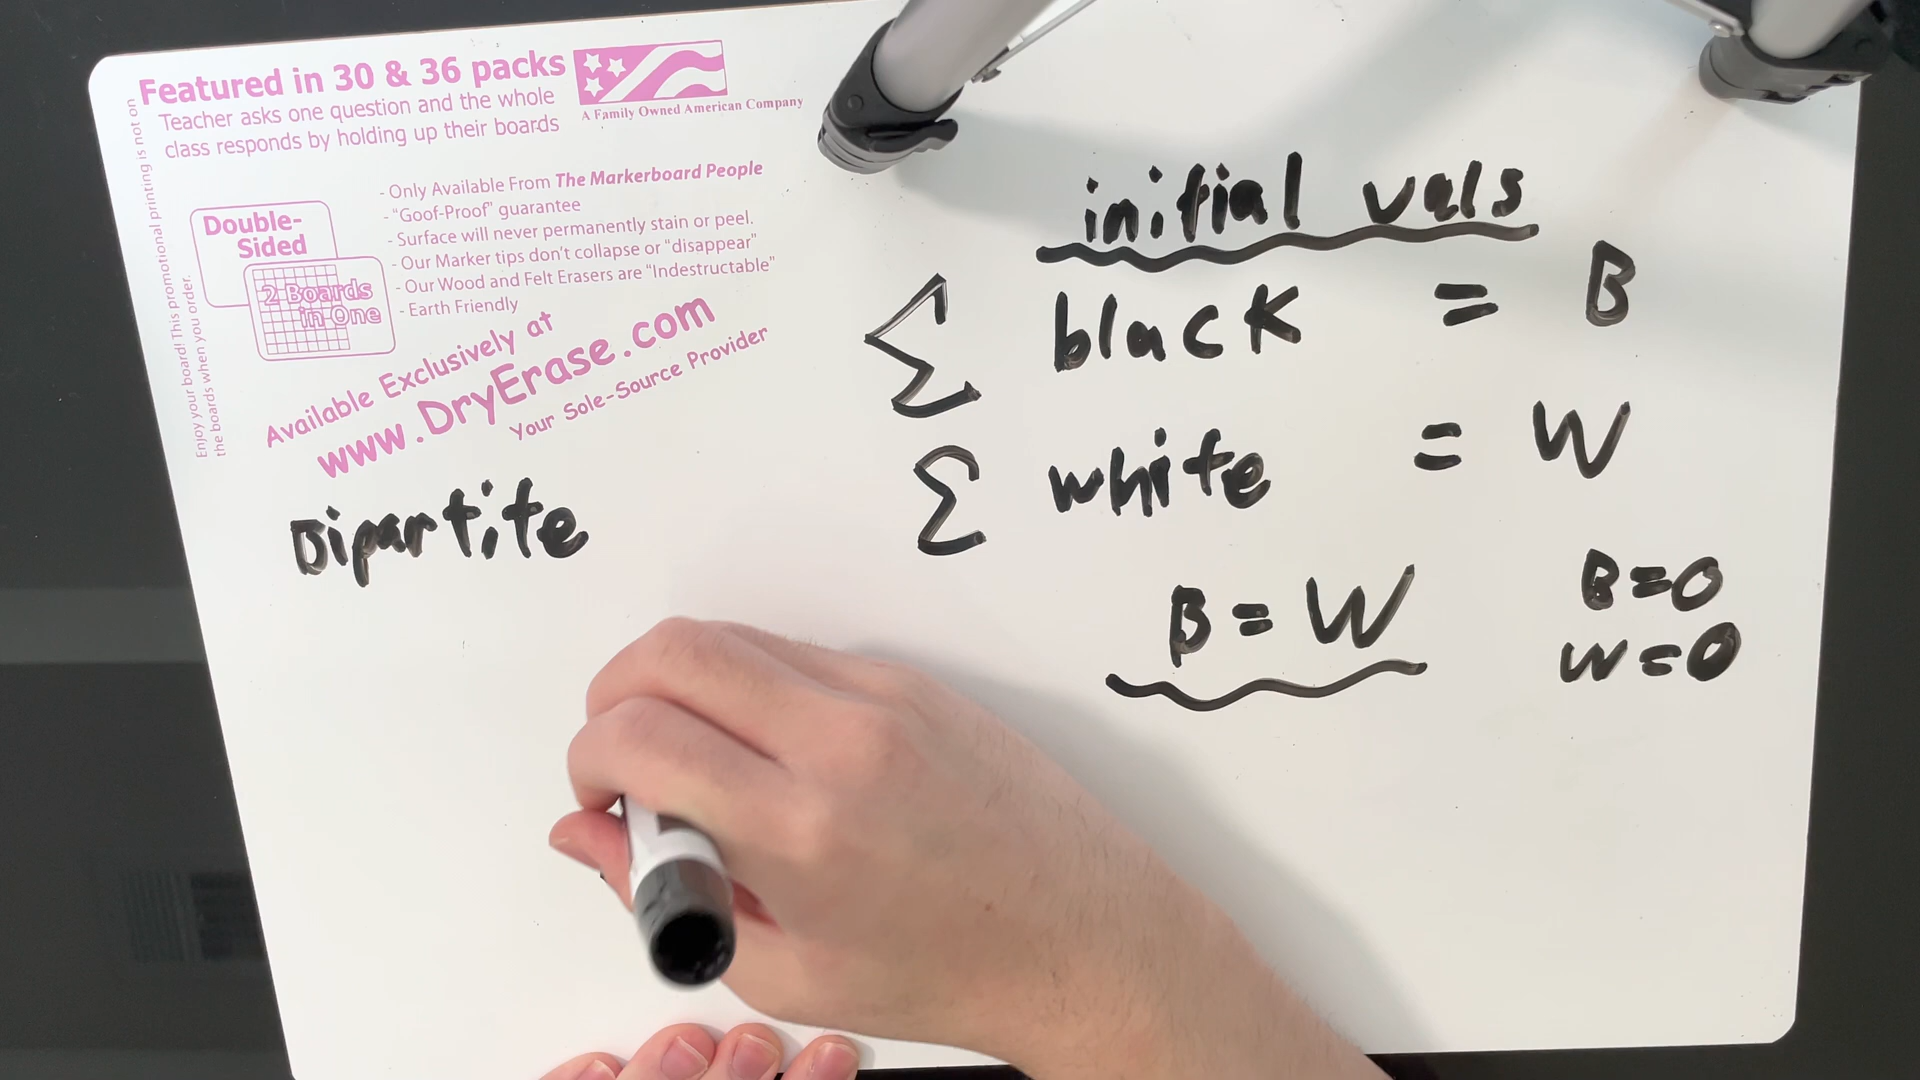 Featured in 30 & 36 packs
Teacher asks one question and the whole
class responds by holding up their boards
A Family Owned American Company
Enjoy your board! This promotional printing is not on
the boards when you order.
Double-
Sided
2 Boards
in One
- Only Available From The Markerboard People
- "Goof-Proof" guarantee
- Surface will never permanently stain or peel.
- Our Marker tips don't collapse or "disappear"
- Our Wood and Felt Erasers are "Indestructable"
- Earth Friendly
Available Exclusively at
www.DryErase.com
Your Sole-Source Provider
Bipartite
initial vals
Σ black = B
Σ white = W
B = W
B=0
W=0